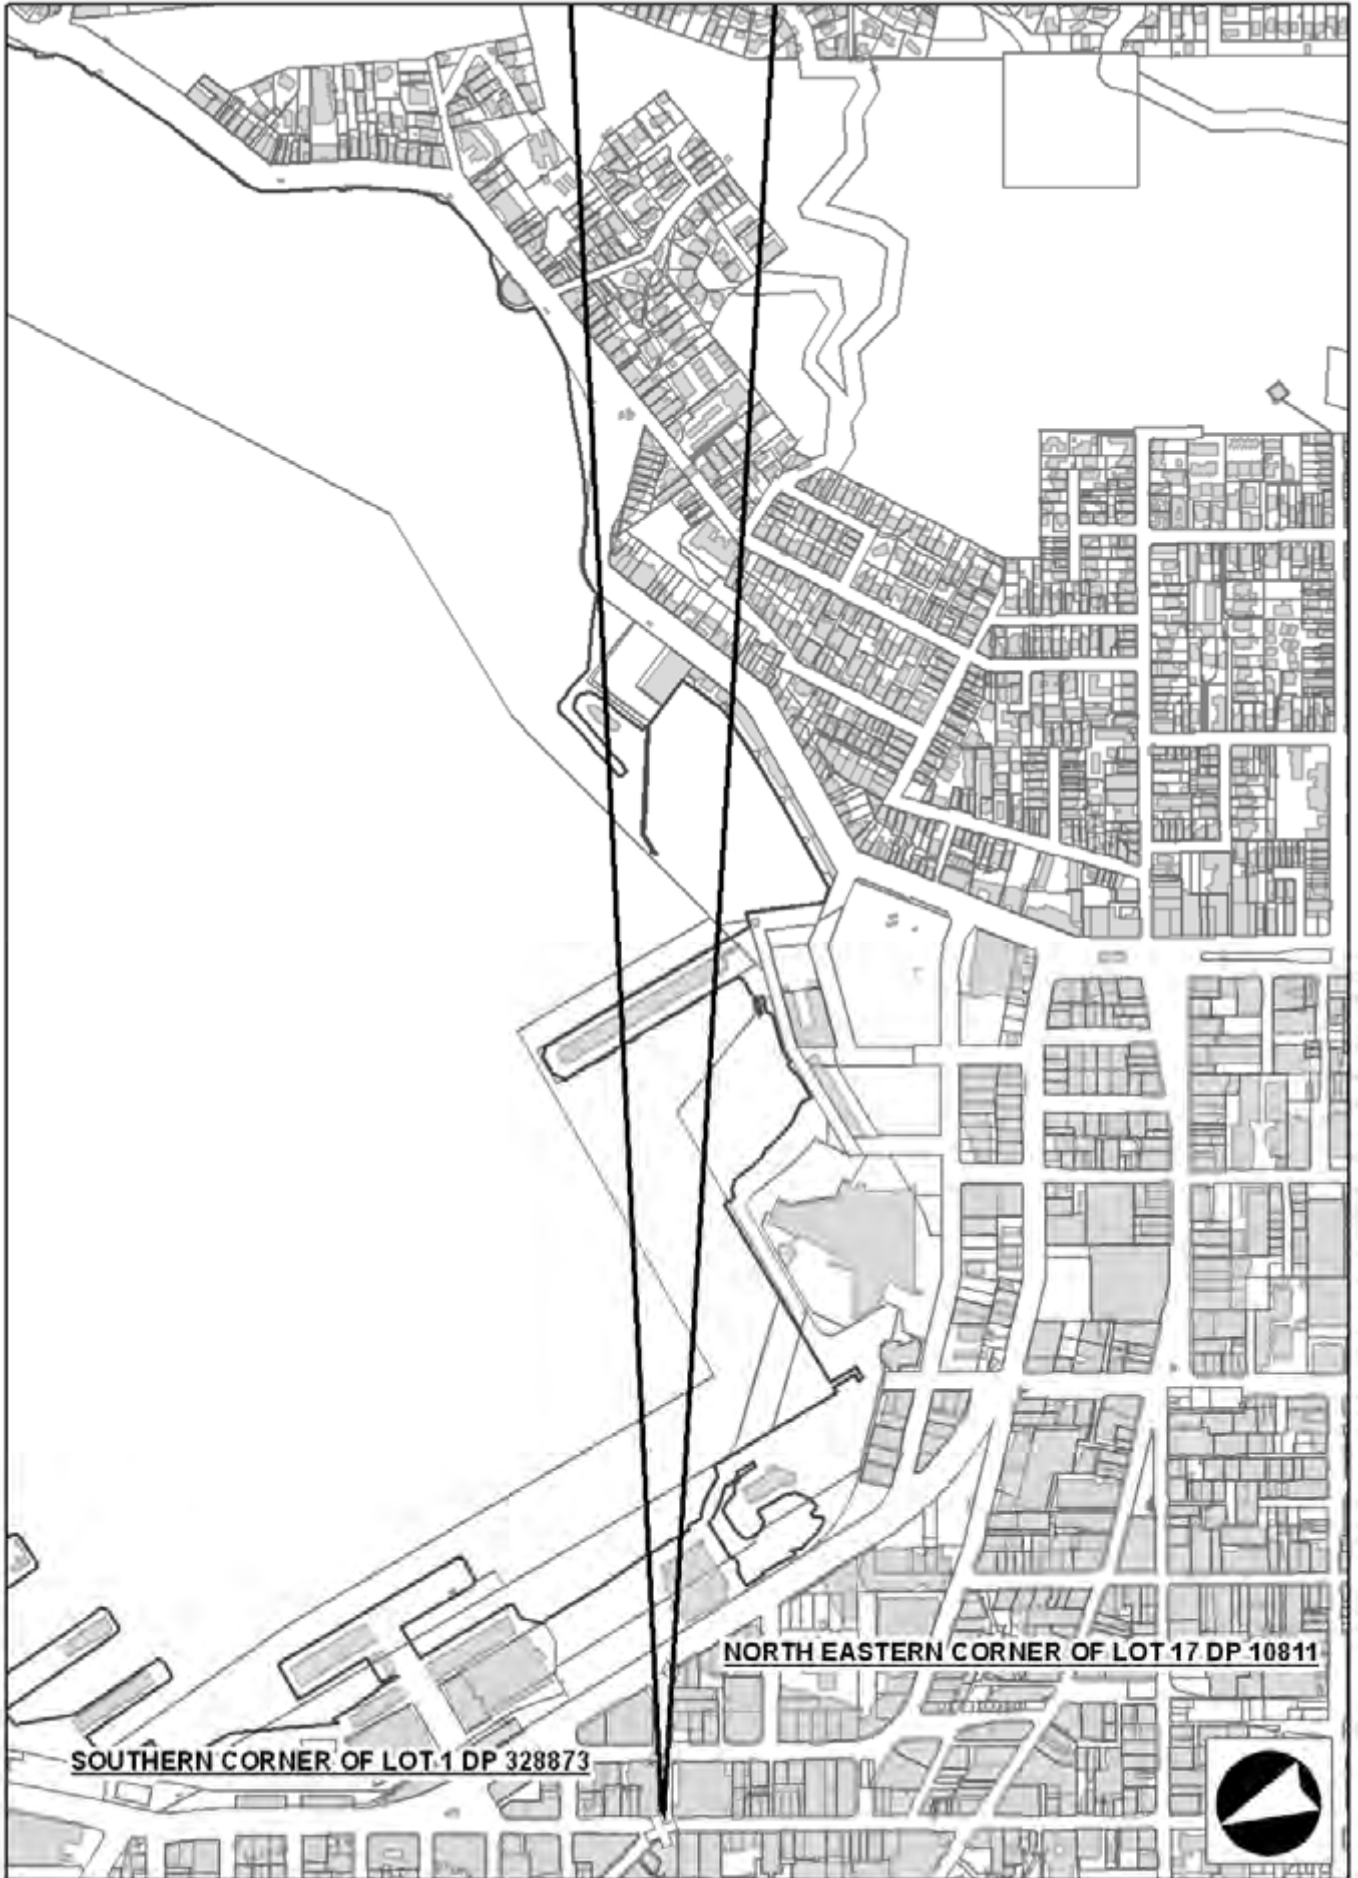 NORTH EASTERN CORNER OF LOT 17 DP 10811
SOUTHERN CORNER OF LOT 1 DP 328873